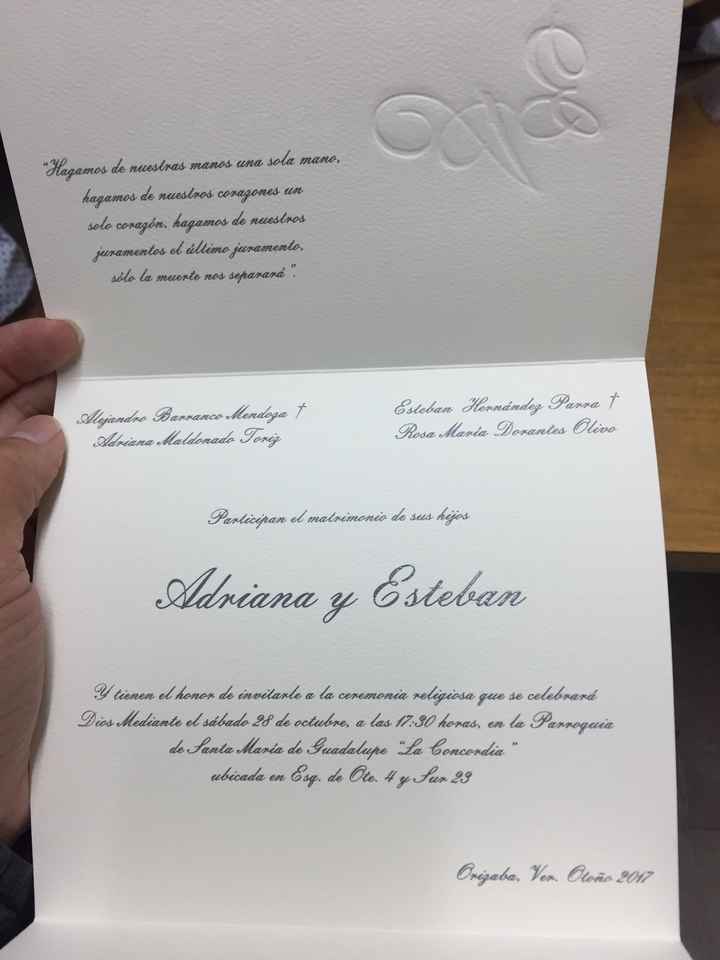 “Hagamos de nuestras manos una sola mano,
hagamos de nuestros corazones un
solo corazón, hagamos de nuestros
juramentos el último juramento,
sólo la muerte nos separará”.
Alejandro Barranco Mendoza †
Adriana Maldonado Toriz
Esteban Hernández Parra †
Rosa María Dorantes Olivo
Participan el matrimonio de sus hijos
Adriana y Esteban
Y tienen el honor de invitarle a la ceremonia religiosa que se celebrará
Dios Mediante el sábado 28 de octubre, a las 17:30 horas, en la Parroquia
de Santa María de Guadalupe “La Concordia”
ubicada en Esq. de Ote. 4 y Sur 23
Orizaba, Ver. Otoño 2017